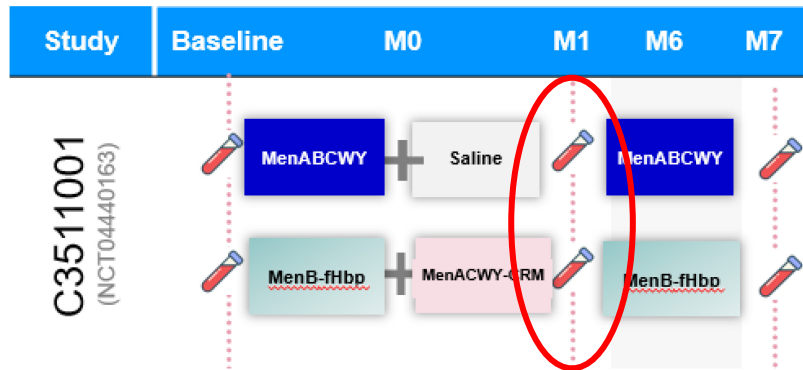 Study Baseline M0 M1 M6 M7
C3511001
(NCT04440163)
MenABCWY Saline MenABCWY
MenB-fHbp MenACWY-CRM MenB-fHbp